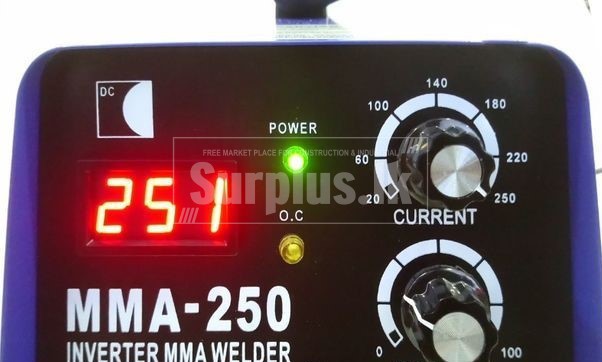 DC
POWER
FREE MARKET PLACE FOR CONSTRUCTION & INDUSTRIAL
Surplus.lk
251
O.C
20 60 100 140 180 220 250
CURRENT
MMA-250
INVERTER MMA WELDER
0 100